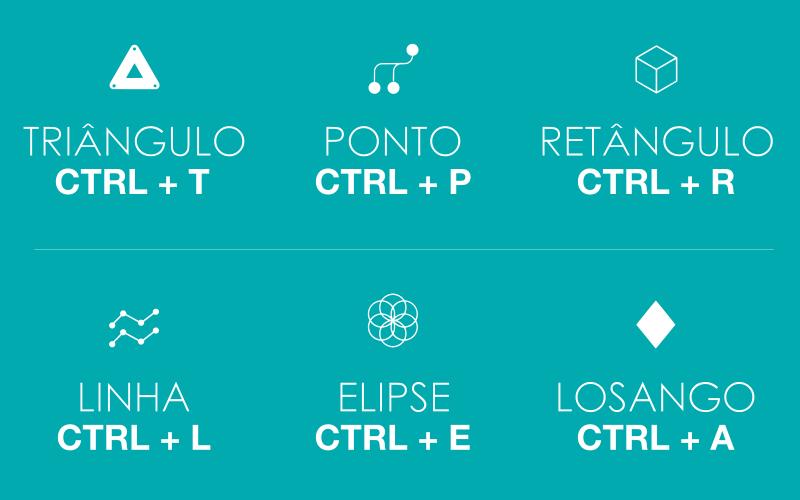 TRIÂNGULO
CTRL + T
PONTO
CTRL + P
RETÂNGULO
CTRL + R
LINHA
CTRL + L
ELIPSE
CTRL + E
LOSANGO
CTRL + A